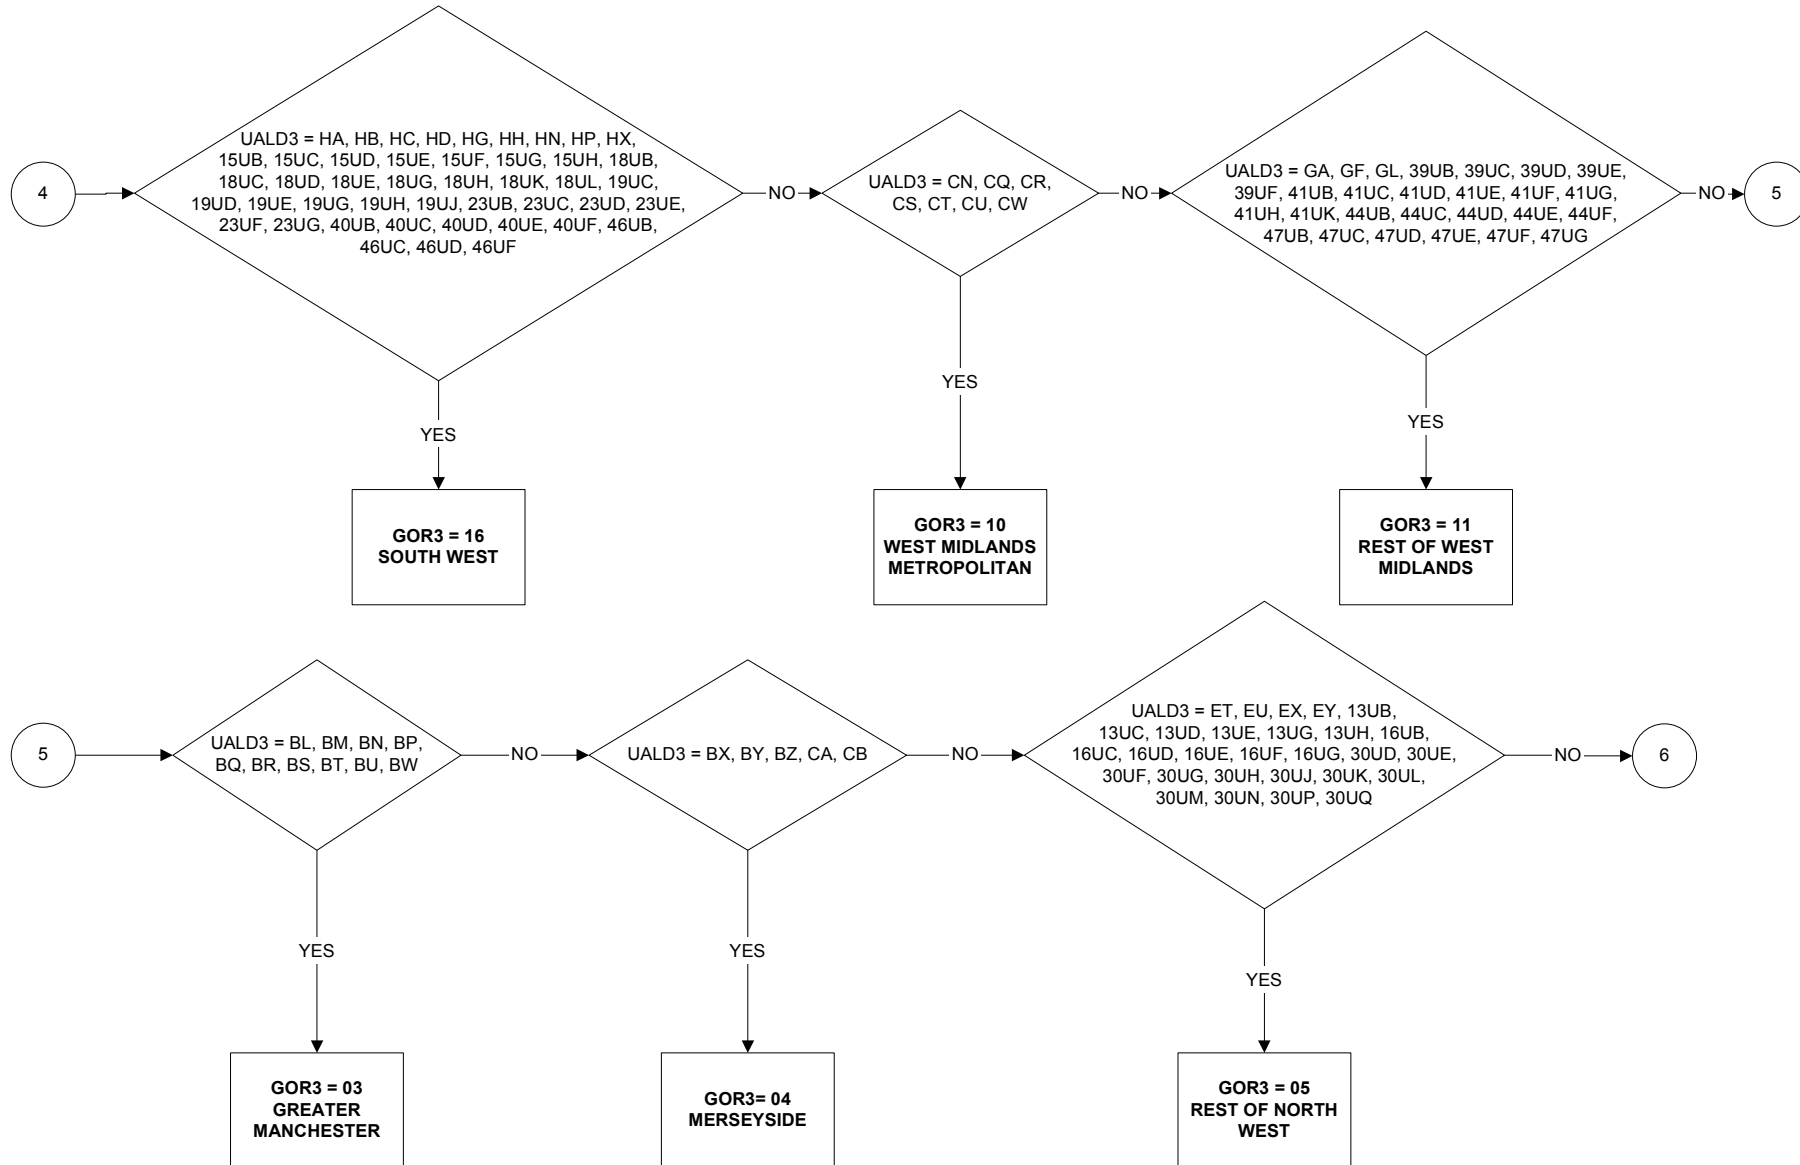 4
UALD3 = HA, HB, HC, HD, HG, HH, HN, HP, HX,
15UB, 15UC, 15UD, 15UE, 15UF, 15UG, 15UH, 18UB,
18UC, 18UD, 18UE, 18UG, 18UH, 18UK, 18UL, 19UC,
19UD, 19UE, 19UG, 19UH, 19UJ, 23UB, 23UC, 23UD, 23UE,
23UF, 23UG, 40UB, 40UC, 40UD, 40UE, 40UF, 46UB,
46UC, 46UD, 46UF
NO
UALD3 = CN, CQ, CR,
CS, CT, CU, CW
NO
UALD3 = GA, GF, GL, 39UB, 39UC, 39UD, 39UE,
39UF, 41UB, 41UC, 41UD, 41UE, 41UF, 41UG,
41UH, 41UK, 44UB, 44UC, 44UD, 44UE, 44UF,
47UB, 47UC, 47UD, 47UE, 47UF, 47UG
NO
5
YES
YES
YES
GOR3 = 16
SOUTH WEST
GOR3 = 10
WEST MIDLANDS
METROPOLITAN
GOR3 = 11
REST OF WEST
MIDLANDS
5
UALD3 = BL, BM, BN, BP,
BQ, BR, BS, BT, BU, BW
NO
UALD3 = BX, BY, BZ, CA, CB
NO
UALD3 = ET, EU, EX, EY, 13UB,
13UC, 13UD, 13UE, 13UG, 13UH, 16UB,
16UC, 16UD, 16UE, 16UF, 16UG, 30UD, 30UE,
30UF, 30UG, 30UH, 30UJ, 30UK, 30UL,
30UM, 30UN, 30UP, 30UQ
NO
6
YES
YES
YES
GOR3 = 03
GREATER
MANCHESTER
GOR3= 04
MERSEYSIDE
GOR3 = 05
REST OF NORTH
WEST